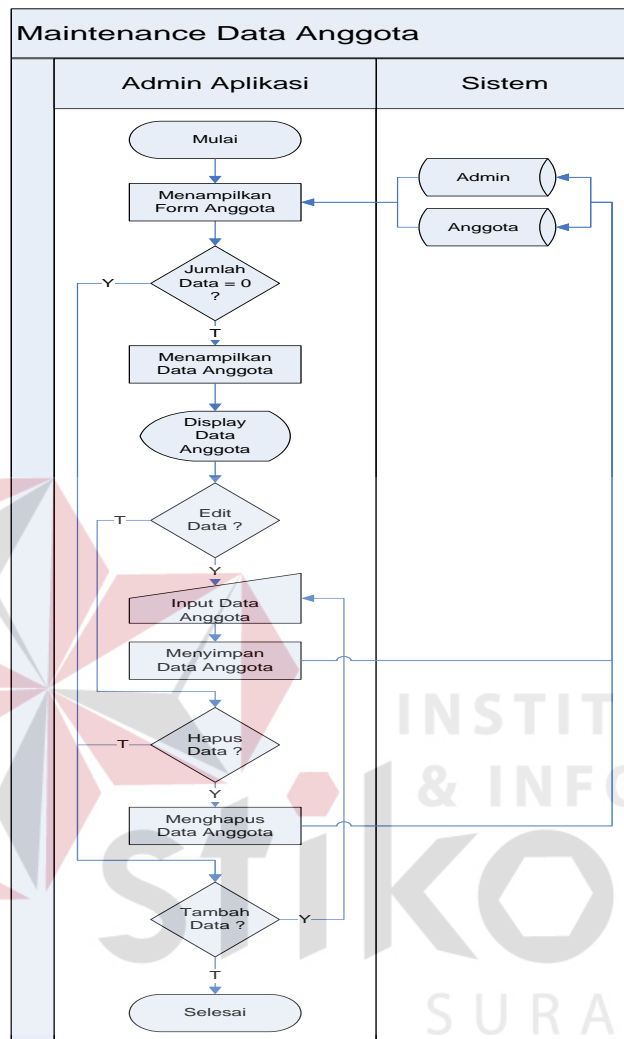 Maintenance Data Anggota
Admin Aplikasi
Sistem
Mulai
Menampilkan
Form Anggota
Admin
Anggota
Jumlah
Data = 0
?
Y
T
Menampilkan
Data Anggota
Display
Data
Anggota
Edit
Data ?
T
Y
Input Data
Anggota
Menyimpan
Data Anggota
Hapus
Data ?
T
Y
Menghapus
Data Anggota
Tambah
Data ?
Y
T
Selesai
INSTIT
& INFO
stiko
SURA